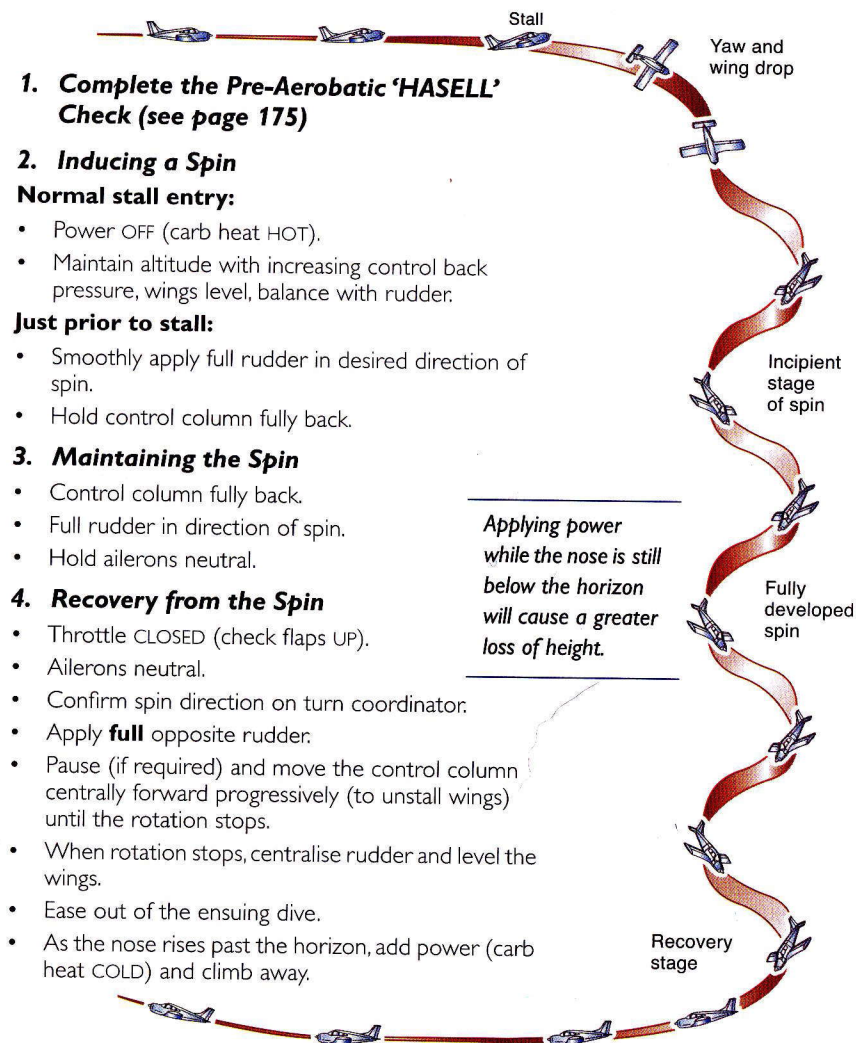 Stall
Yaw and
wing drop
1. Complete the Pre-Aerobatic ‘HASELL’
Check (see page 175)
2. Inducing a Spin
Normal stall entry:
• Power OFF (carb heat HOT).
• Maintain altitude with increasing control back
pressure, wings level, balance with rudder.
Just prior to stall:
• Smoothly apply full rudder in desired direction of
spin.
• Hold control column fully back.
3. Maintaining the Spin
• Control column fully back.
• Full rudder in direction of spin.
• Hold ailerons neutral.
4. Recovery from the Spin
• Throttle CLOSED (check flaps UP).
• Ailerons neutral.
• Confirm spin direction on turn coordinator.
• Apply full opposite rudder.
• Pause (if required) and move the control column
centrally forward progressively (to unstall wings)
until the rotation stops.
• When rotation stops, centralise rudder and level the
wings.
• Ease out of the ensuing dive.
• As the nose rises past the horizon, add power (carb
heat COLD) and climb away.
Applying power
while the nose is still
below the horizon
will cause a greater
loss of height.
Incipient
stage
of spin
Fully
developed
spin
Recovery
stage